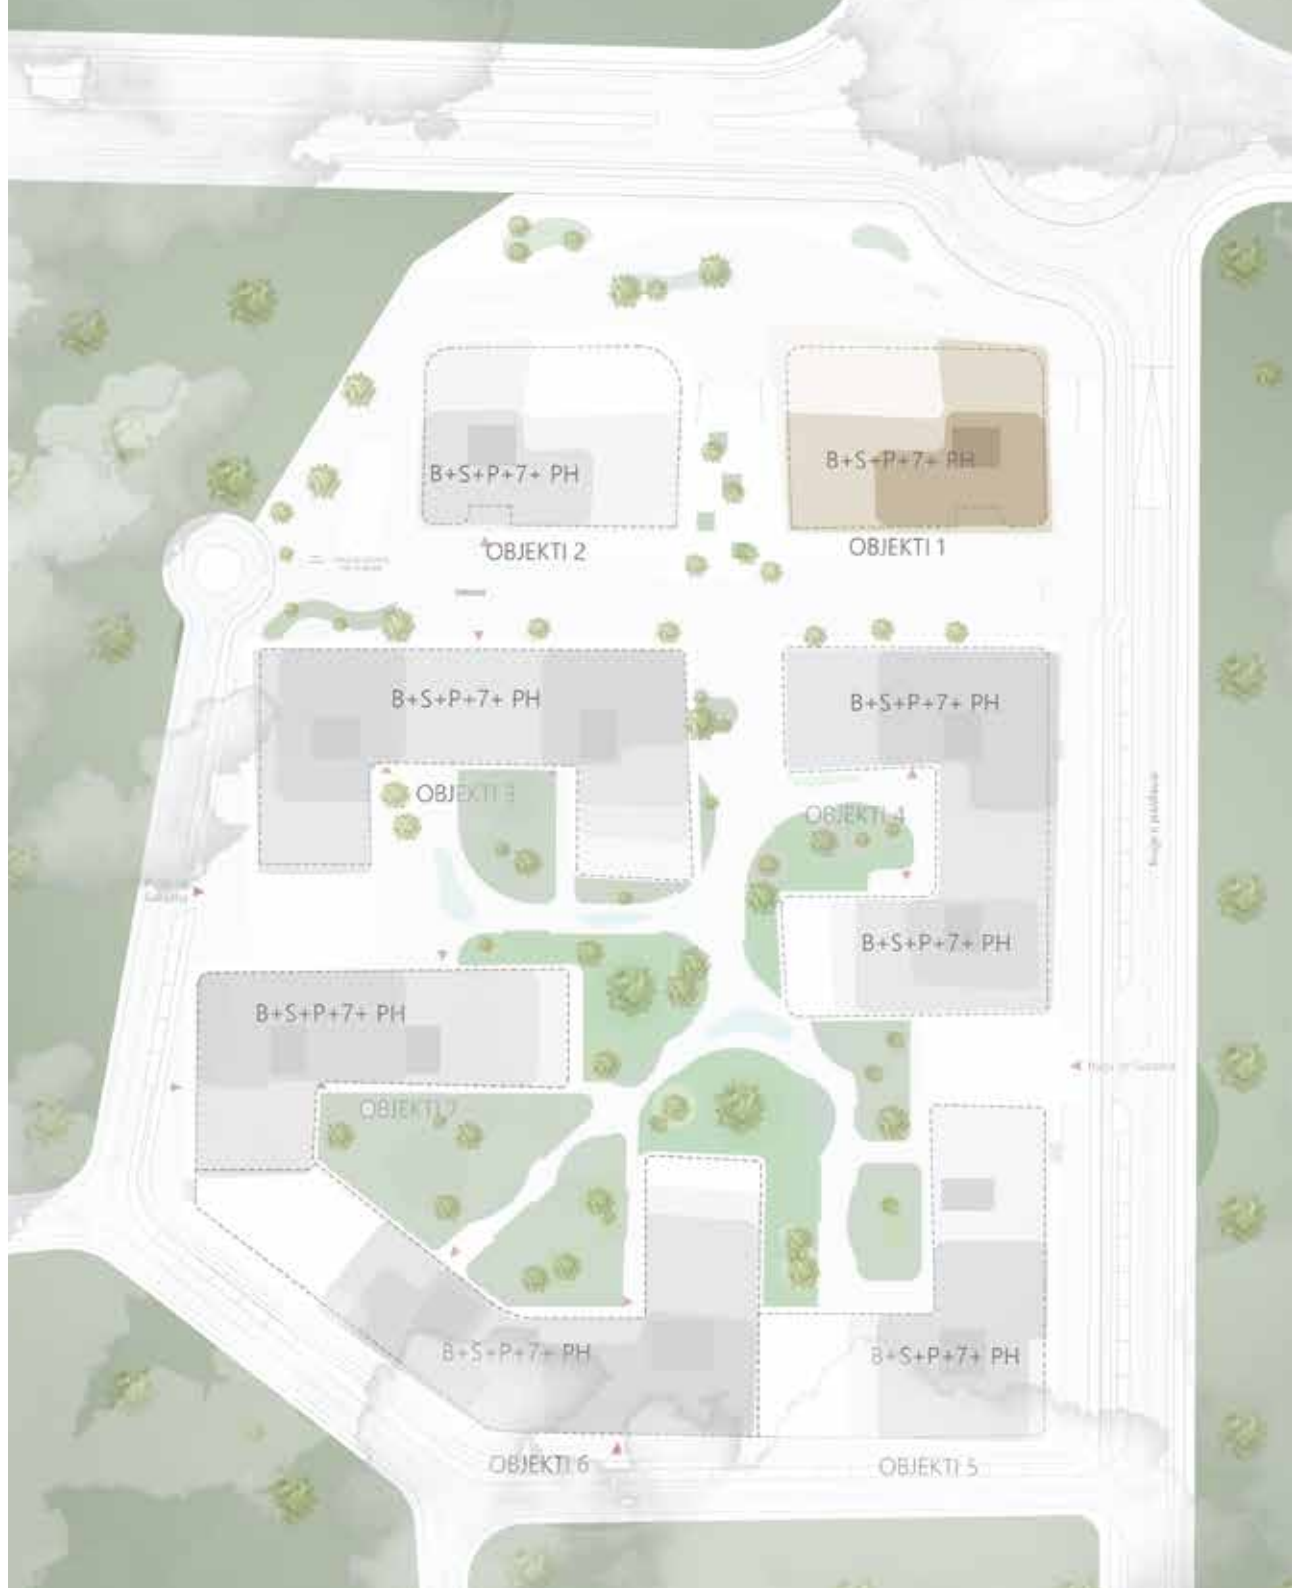 B+S+P+7+ PH
OBJEKTI 2
B+S+P+7+ PH
OBJEKTI 1
B+S+P+7+ PH
OBJEKTI 3
B+S+P+7+ PH
OBJEKTI 4
B+S+P+7+ PH
B+S+P+7+ PH
OBJEKTI 7
B+S+P+7+ PH
OBJEKTI 6
B+S+P+7+ PH
OBJEKTI 5